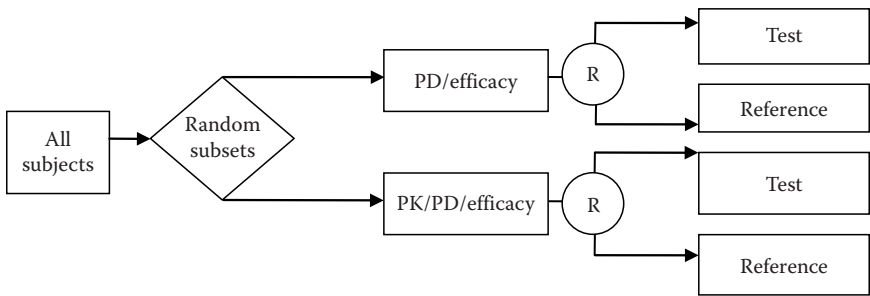 All
subjects
Random
subsets
PD/efficacy
R
Test
Reference
PK/PD/efficacy
R
Test
Reference